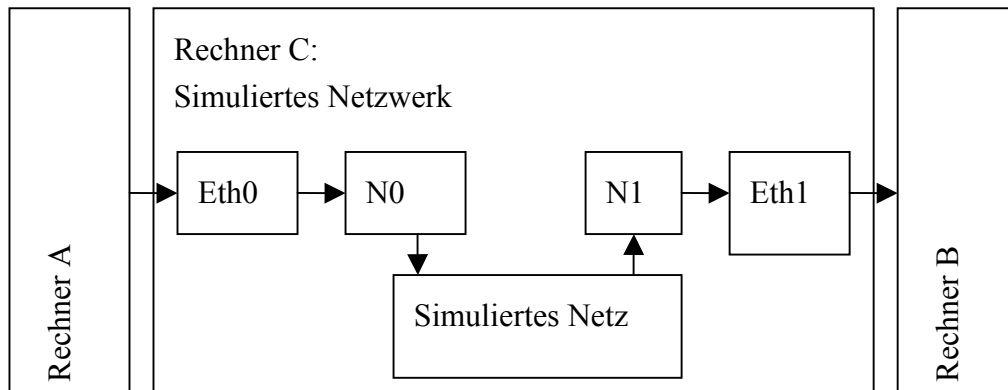 Rechner A
Rechner C:
Simuliertes Netzwerk
Eth0
N0
N1
Eth1
Simuliertes Netz
Rechner B